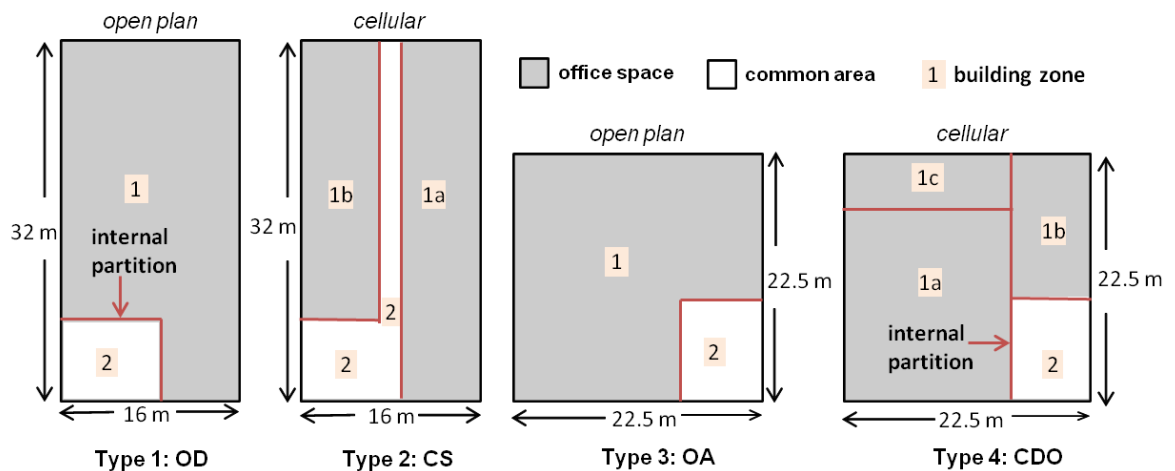 open plan
cellular
office space
common area
1 building zone
open plan
cellular
1
1b
1a
1
1c
1b
1a
32 m
32 m
22.5 m
22.5 m
internal
partition
2
2
2
2
internal
partition
2
16 m
16 m
22.5 m
22.5 m
Type 1: OD
Type 2: CS
Type 3: OA
Type 4: CDO